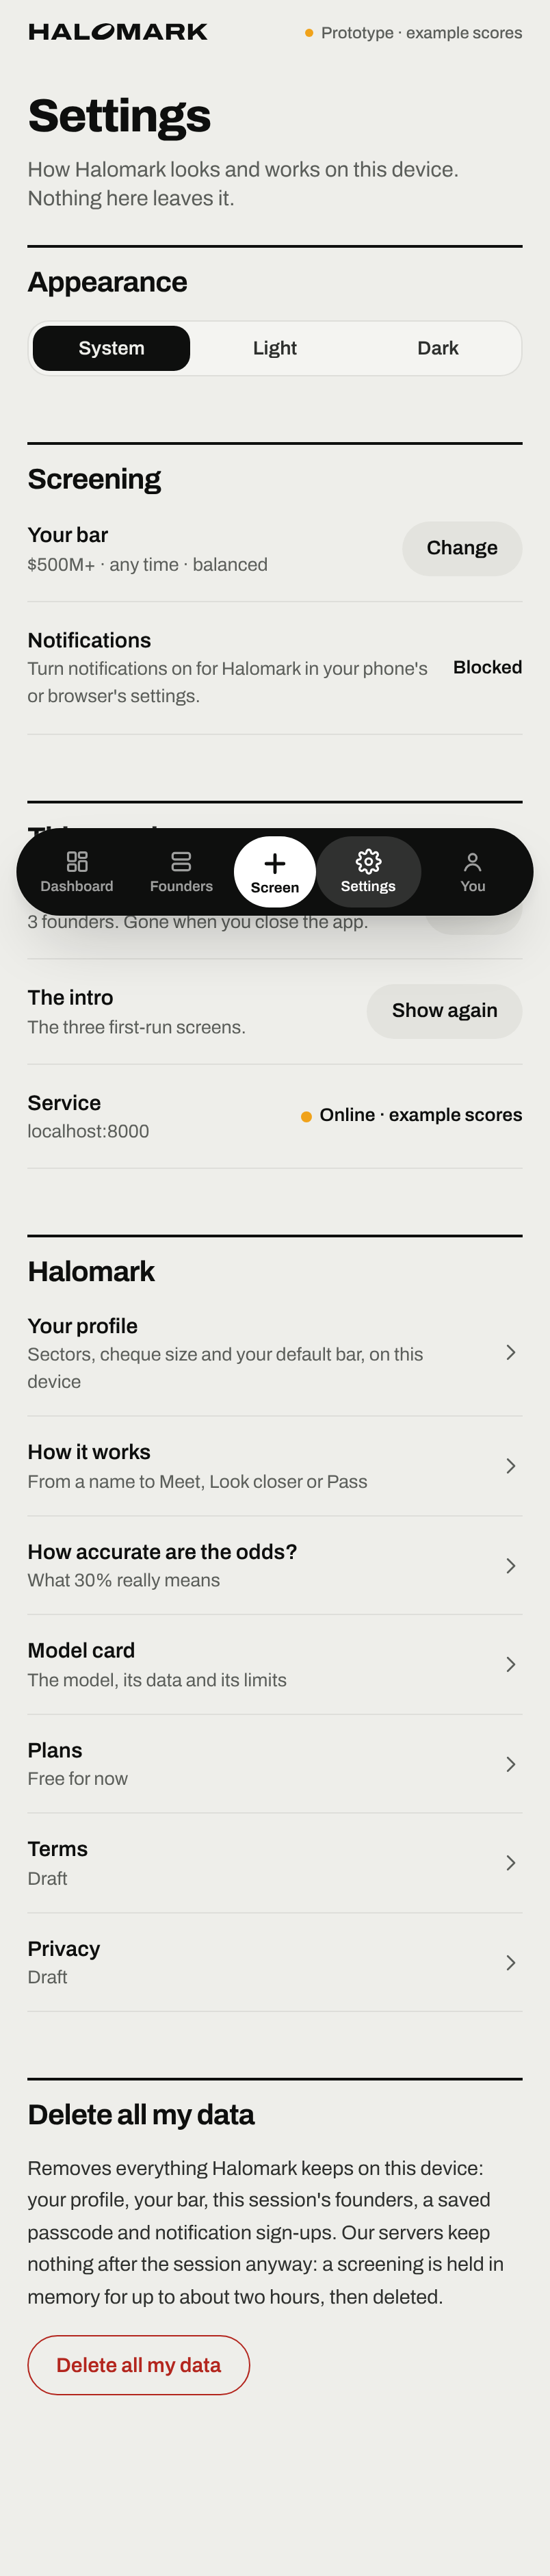 HALOMARK
Prototype · example scores
Settings
How Halomark looks and works on this device.
Nothing here leaves it.
Appearance
System
Light
Dark
Screening
Your bar
$500M+ · any time · balanced
Change
Notifications
Turn notifications on for Halomark in your phone's
or browser's settings.
Blocked
Dashboard
Founders
Screen
Settings
You
3 founders. Gone when you close the app.
The intro
The three first-run screens.
Show again
Service
localhost:8000
Online · example scores
Halomark
Your profile
Sectors, cheque size and your default bar, on this
device
How it works
From a name to Meet, Look closer or Pass
How accurate are the odds?
What 30% really means
Model card
The model, its data and its limits
Plans
Free for now
Terms
Draft
Privacy
Draft
Delete all my data
Removes everything Halomark keeps on this device:
your profile, your bar, this session's founders, a saved
passcode and notification sign-ups. Our servers keep
nothing after the session anyway: a screening is held in
memory for up to about two hours, then deleted.
Delete all my data